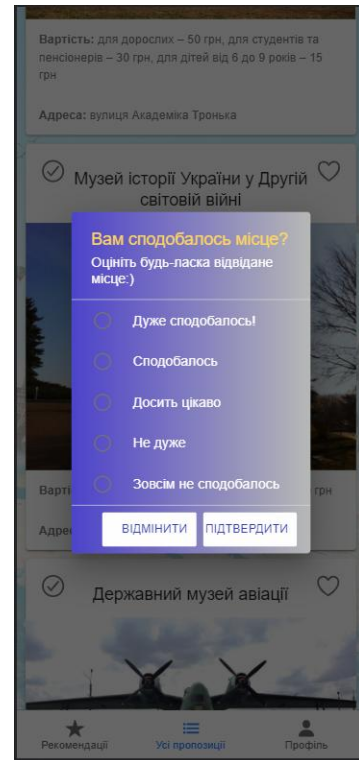 Вартість: для дорослих – 50 грн, для студентів та
пенсіонерів – 30 грн, для дітей від 6 до 9 років – 15
грн
Адреса: вулиця Академіка Тронька
Музей історії України у Другій
світовій війні
Вам сподобалось місце?
Оцініть будь-ласка відвідане
місце:)
Дуже сподобалось!
Сподобалось
Досить цікаво
Не дуже
Зовсім не сподобалось
грн
ВІДМІНИТИ ПІДТВЕРДИТИ
Державний музей авіації
Рекомендації Усі пропозиції Профіль